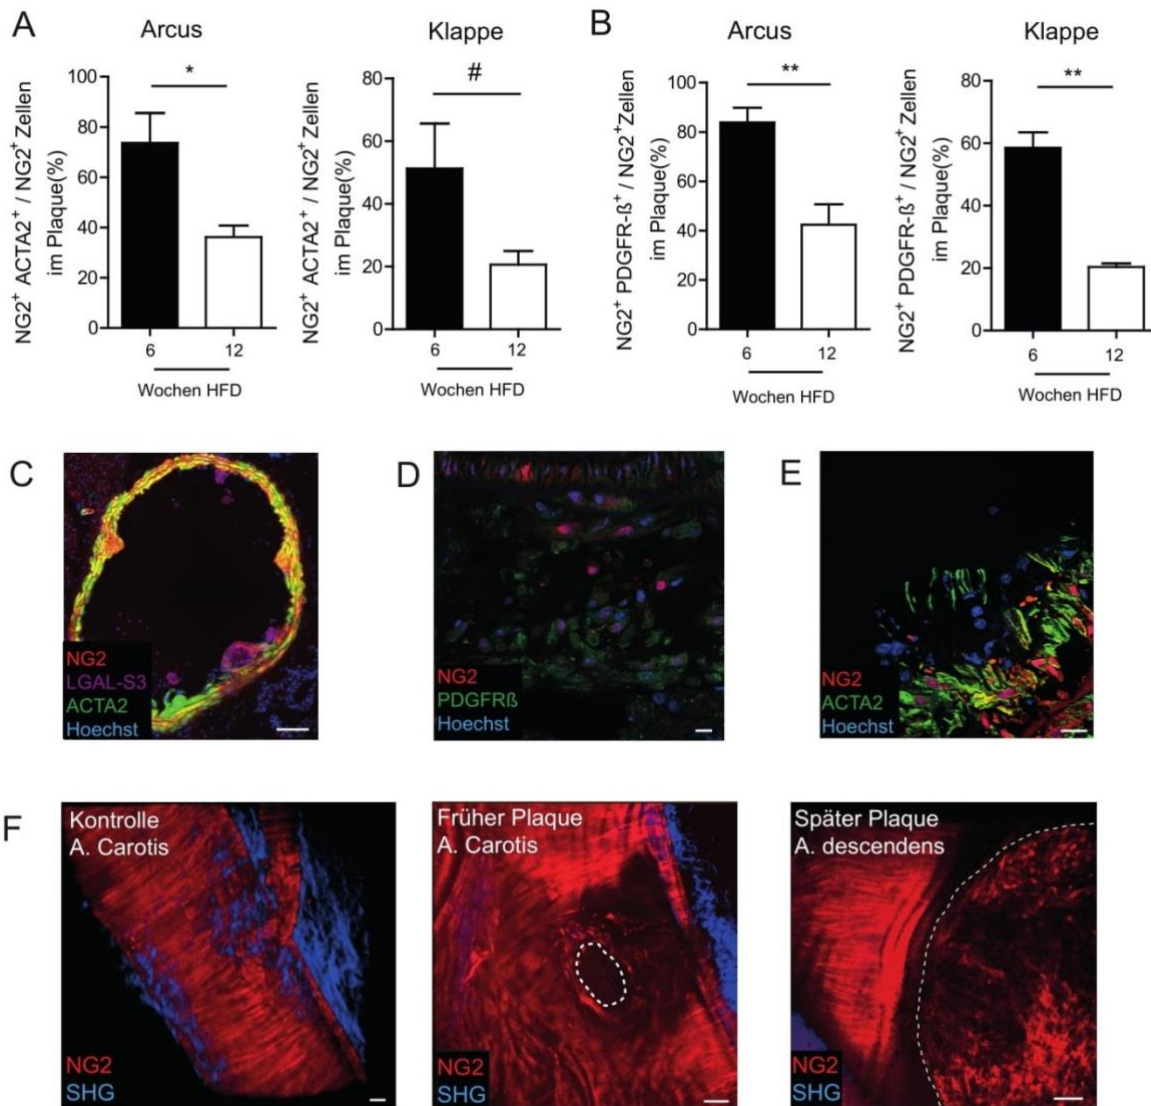 A
Arcus
NG2⁺ ACTA2⁺ / NG2⁺Zellen
im Plaque(%)
100
80
60
40
20
0
*
6
12
Wochen HFD
Klappe
NG2⁺ ACTA2⁺ / NG2⁺Zellen
im Plaque(%)
80
60
40
20
0
#
6
12
Wochen HFD
B
Arcus
NG2⁺ PDGFR-ß⁺ / NG2⁺Zellen
im Plaque(%)
100
80
60
40
20
0
**
6
12
Wochen HFD
Klappe
NG2⁺ PDGFR-ß⁺ / NG2⁺ Zellen
im Plaque(%)
80
60
40
20
0
**
6
12
Wochen HFD
C
NG2
LGAL-S3
ACTA2
Hoechst
D
NG2
PDGFRß
Hoechst
E
NG2
ACTA2
Hoechst
F
Kontrolle
A. Carotis
NG2
SHG
Früher Plaque
A. Carotis
NG2
SHG
Später Plaque
A. descendens
NG2
SHG